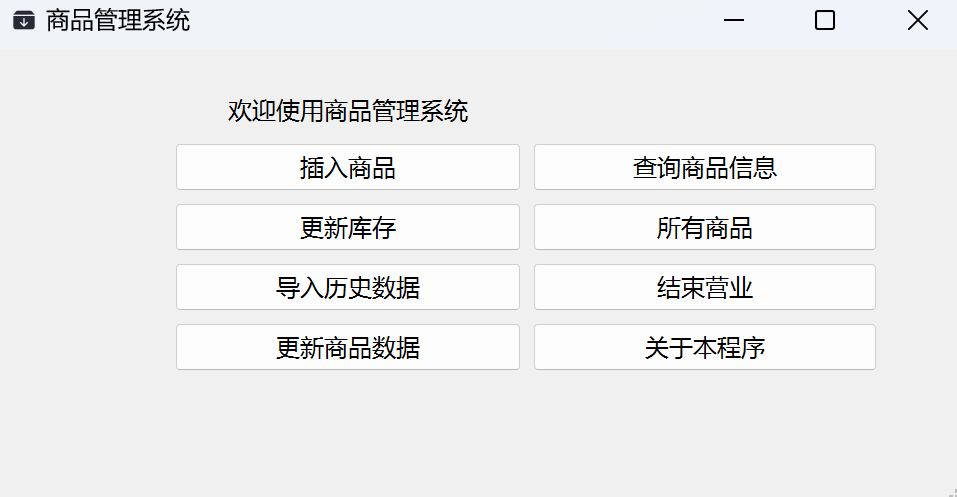 商品管理系统
欢迎使用商品管理系统
插入商品 查询商品信息
更新库存 所有商品
导入历史数据 结束营业
更新商品数据 关于本程序